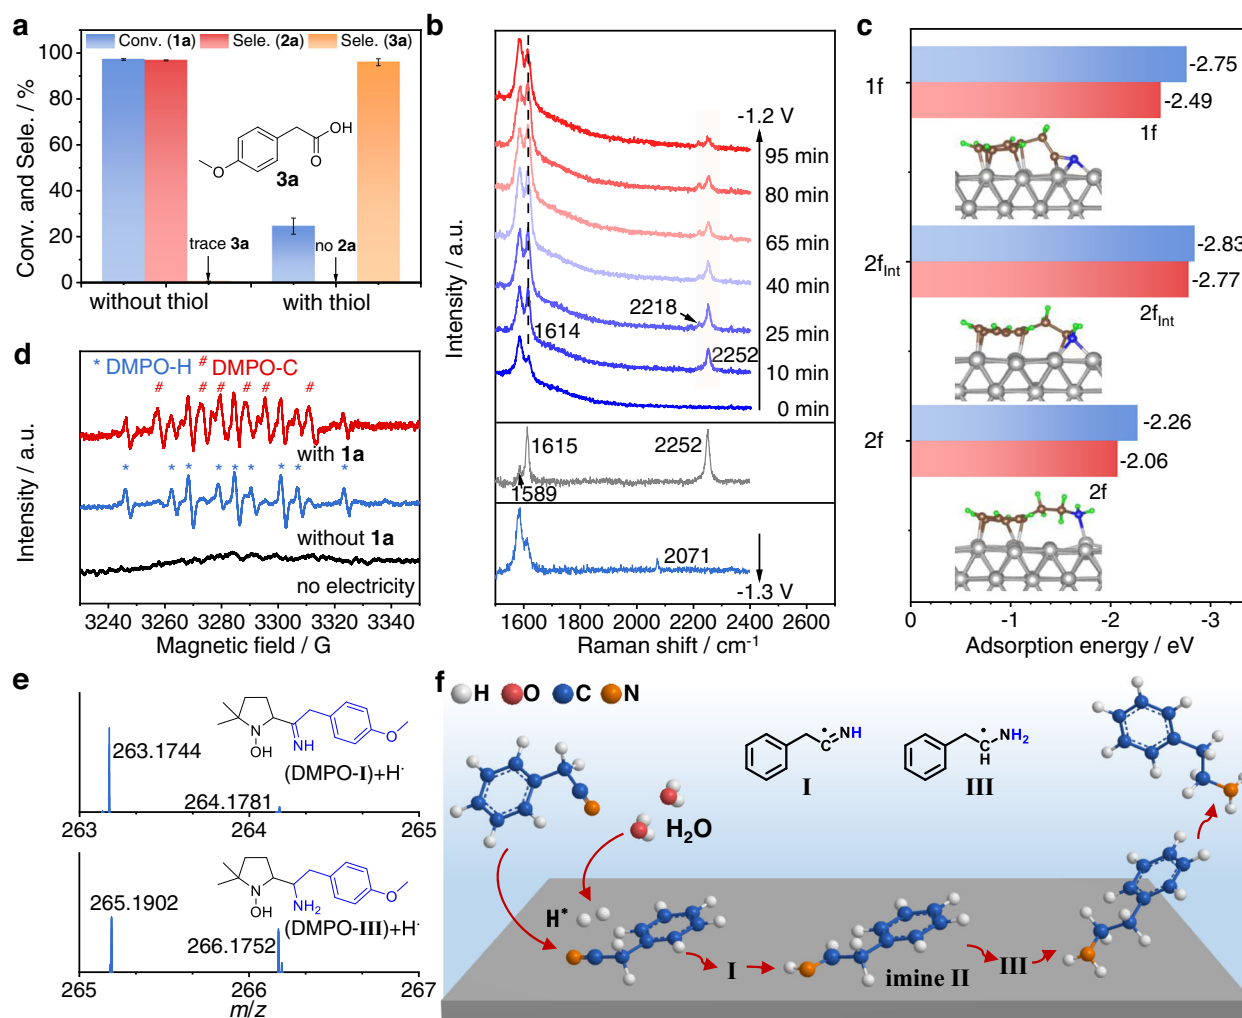 a
Conv. (1a) Sele. (2a) Sele. (3a)
Conv. and Sele. / %
100
80
60
40
20
0
OH
O
O
3a
trace 3a
no 2a
without thiol with thiol
b
Intensity / a.u.
-1.2 V
95 min
80 min
65 min
40 min
25 min
10 min
0 min
2218
1614
2252
1615
2252
1589
2071
-1.3 V
1600 1800 2000 2200 2400 2600
Raman shift / cm⁻¹
c
1f
-2.75
-2.49
1f
2f_Int
-2.83
-2.77
2f_Int
2f
-2.26
-2.06
2f
0 -1 -2 -3
Adsorption energy / eV
d
* DMPO-H # DMPO-C
# # # # # #
with 1a
* * * * * * * *
without 1a
no electricity
Intensity / a.u.
3240 3260 3280 3300 3320 3340
Magnetic field / G
e
263.1744
264.1781
N
OH
NH
O
(DMPO-I)+H·
263 264 265
265.1902
266.1752
N
OH
NH₂
O
(DMPO-III)+H·
265 266 267
m/z
f
H O C N
C NH
I
C NH₂
H
III
H₂O
H*
I
imine II
III